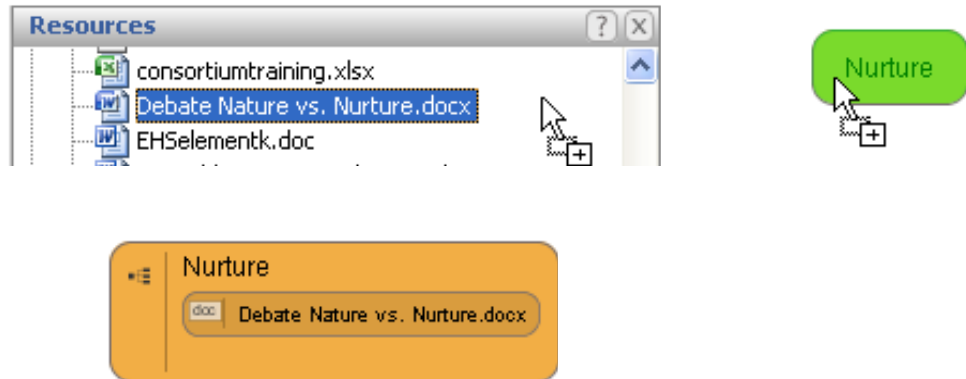 Resources
consortiumtraining.xlsx
Debate Nature vs. Nurture.docx
EHSelementk.doc
Nurture
Nurture
doc Debate Nature vs. Nurture.docx